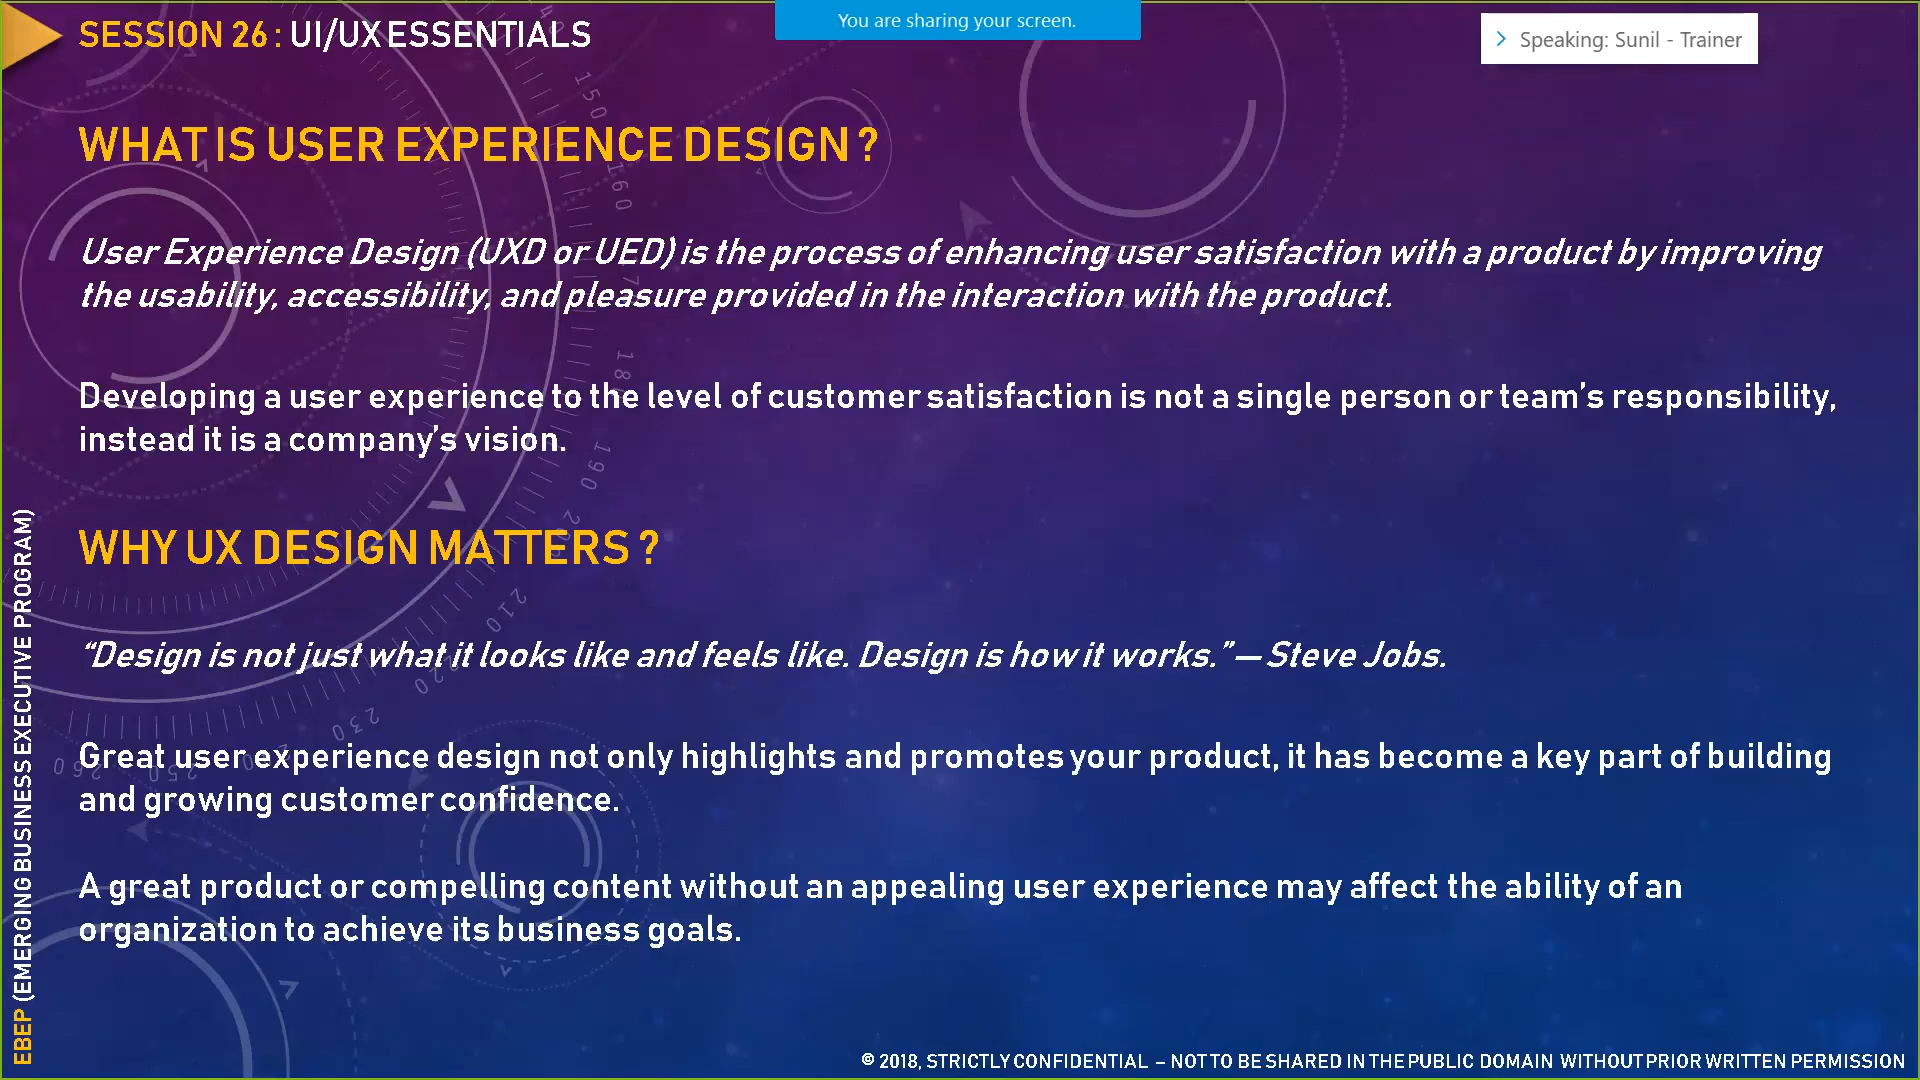 SESSION 26 : UI/UX ESSENTIALS
You are sharing your screen.
Speaking: Sunil - Trainer
WHAT IS USER EXPERIENCE DESIGN ?
User Experience Design (UXD or UED) is the process of enhancing user satisfaction with a product by improving
the usability, accessibility, and pleasure provided in the interaction with the product.
Developing a user experience to the level of customer satisfaction is not a single person or team’s responsibility,
instead it is a company’s vision.
WHY UX DESIGN MATTERS ?
“Design is not just what it looks like and feels like. Design is how it works.” — Steve Jobs.
Great user experience design not only highlights and promotes your product, it has become a key part of building
and growing customer confidence.
A great product or compelling content without an appealing user experience may affect the ability of an
organization to achieve its business goals.
EBEP (EMERGING BUSINESS EXECUTIVE PROGRAM)
© 2018, STRICTLY CONFIDENTIAL – NOT TO BE SHARED IN THE PUBLIC DOMAIN WITHOUT PRIOR WRITTEN PERMISSION
150
160
190
210
220
230
250
260